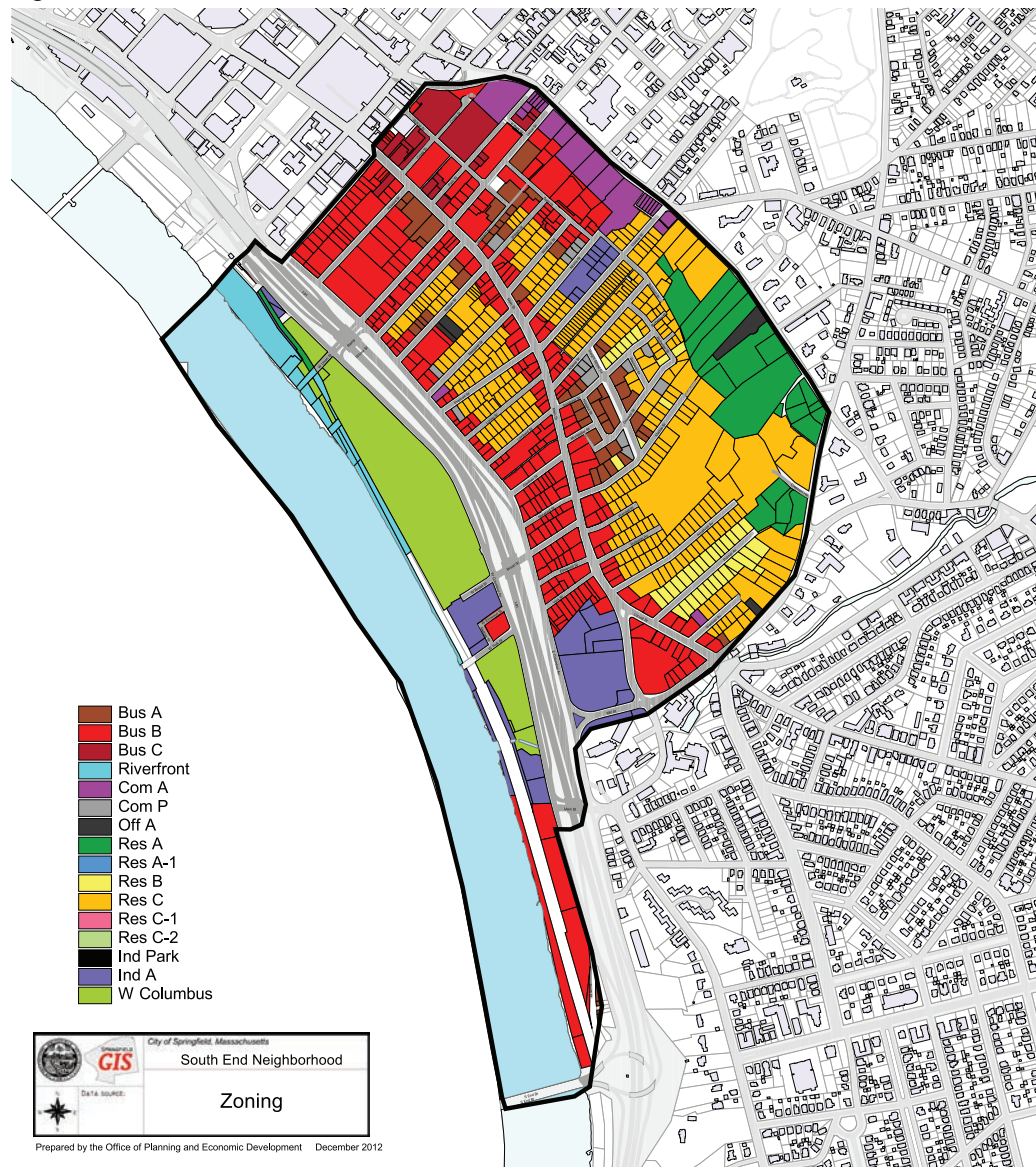 Bus A
Bus B
Bus C
Riverfront
Com A
Com P
Off A
Res A
Res A-1
Res B
Res C
Res C-1
Res C-2
Ind Park
Ind A
W Columbus
SPRINGFIELD
GIS
City of Springfield, Massachusetts
South End Neighborhood
DATA SOURCE:
Zoning
Prepared by the Office of Planning and Economic Development December 2012